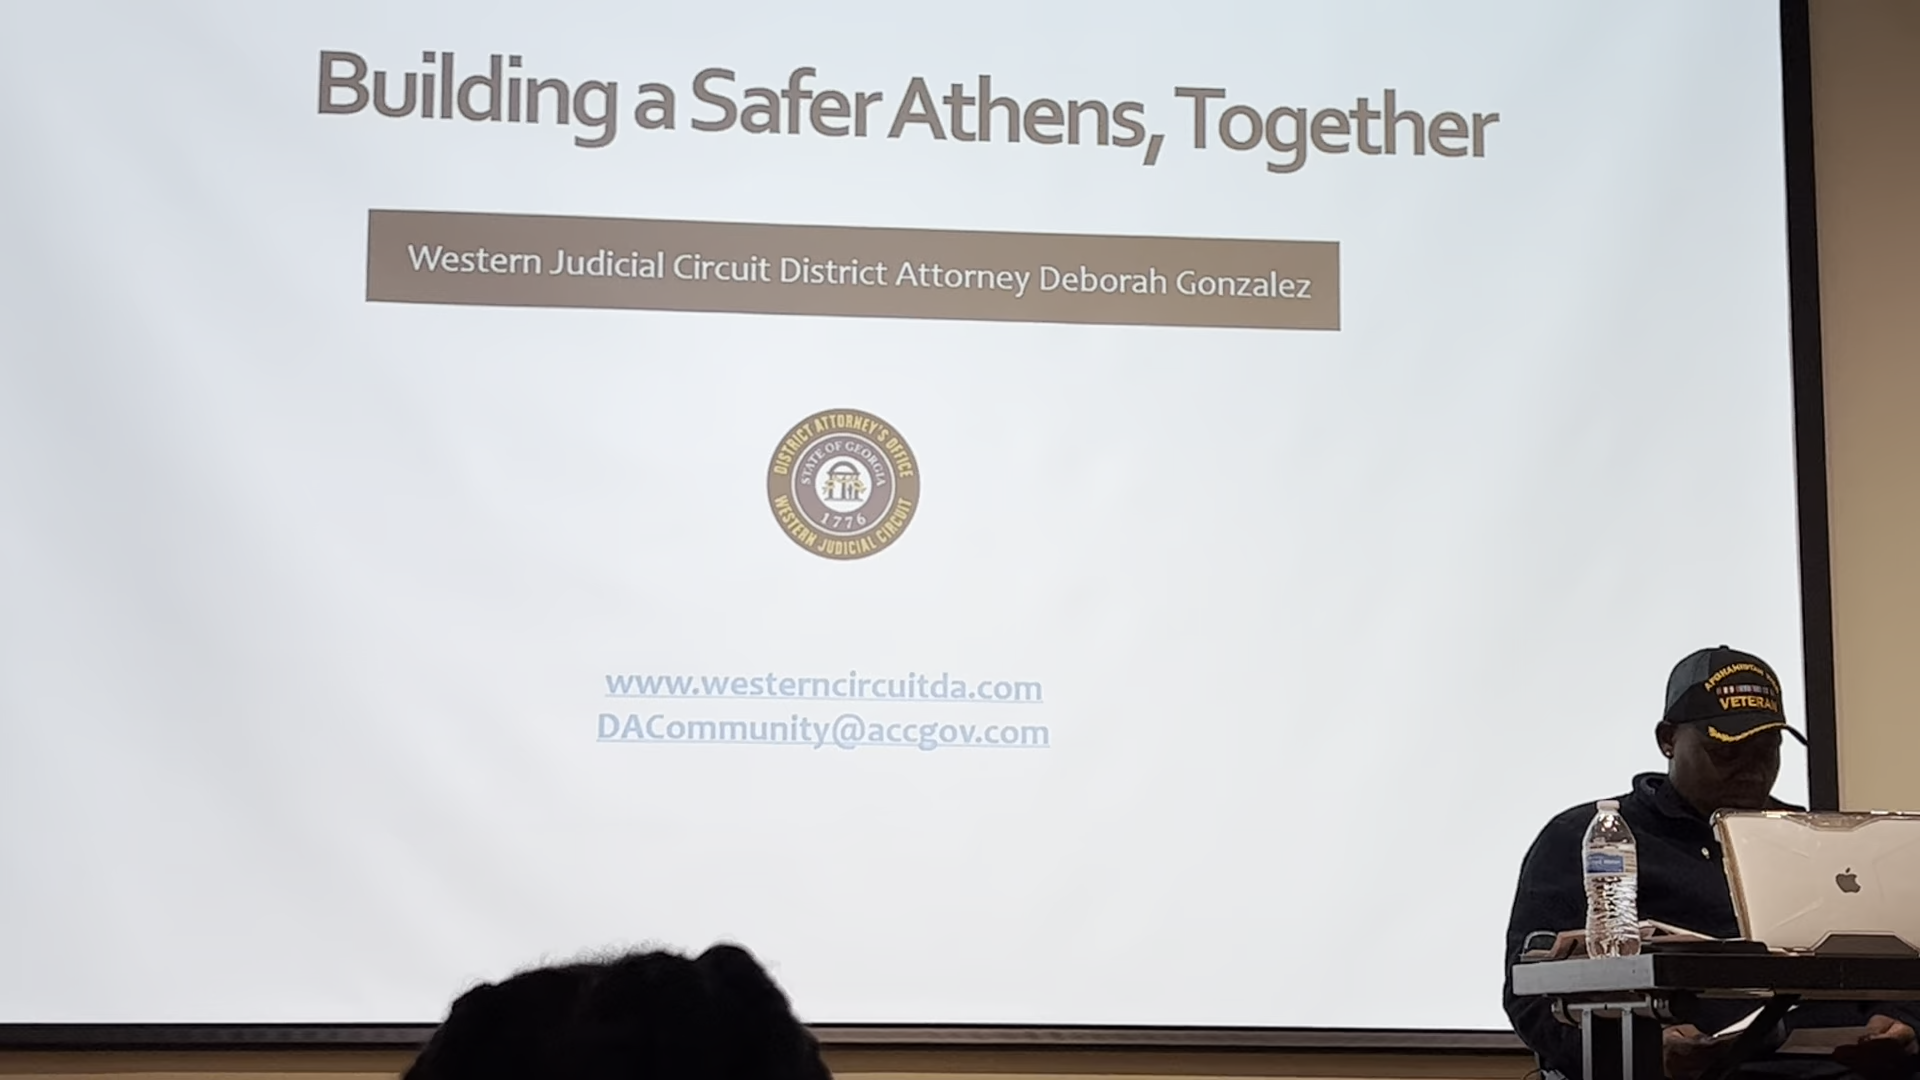 Building a Safer Athens, Together
Western Judicial Circuit District Attorney Deborah Gonzalez
DISTRICT ATTORNEY'S OFFICE
STATE OF GEORGIA
1776
WESTERN JUDICIAL CIRCUIT
www.westerncircuitda.com
DACommunity@accgov.com
AFGHANISTAN
VETERAN